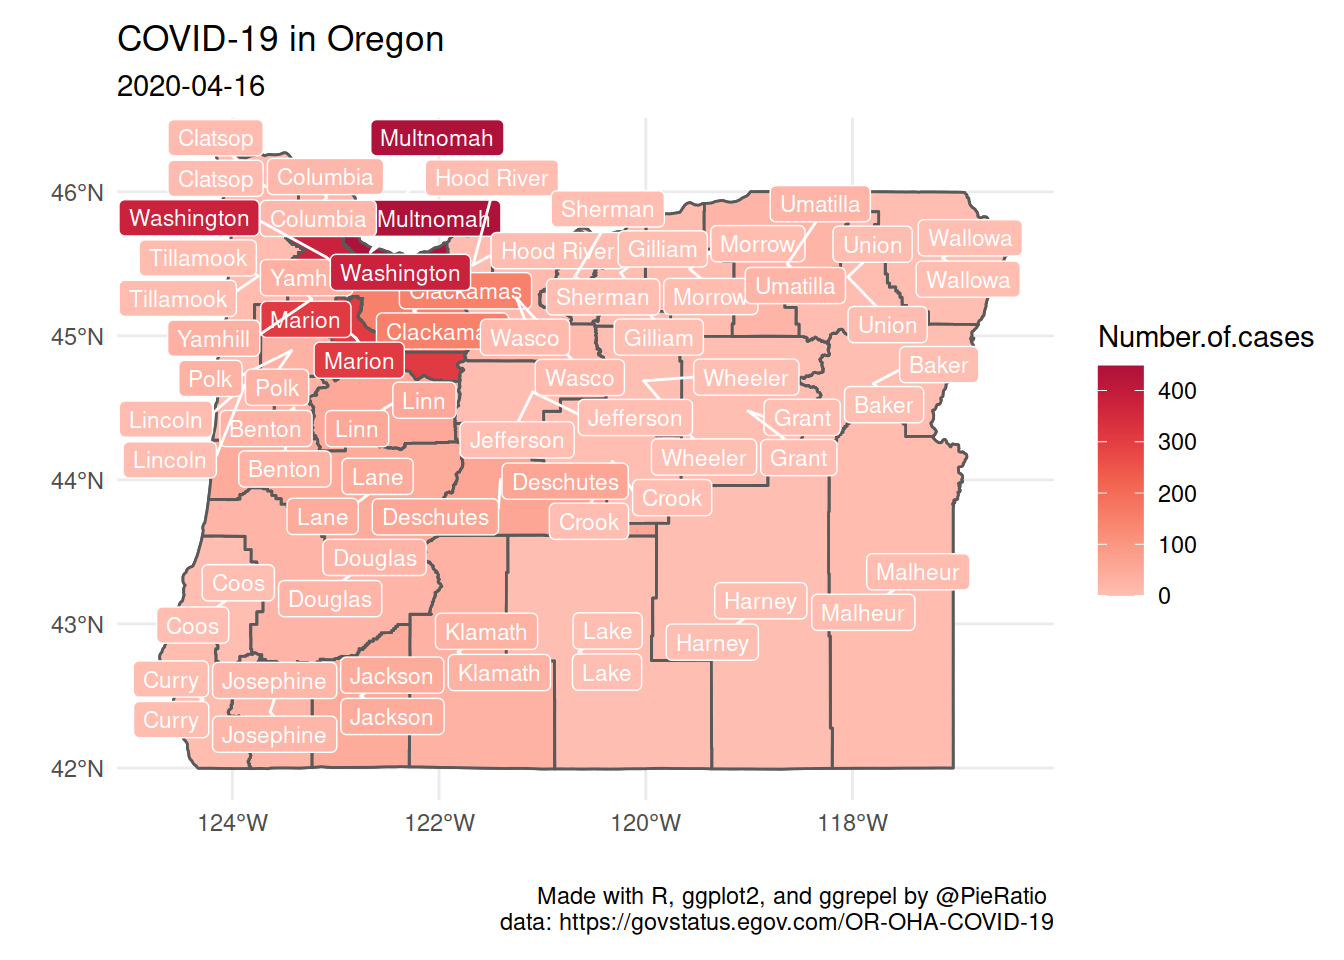 COVID-19 in Oregon
2020-04-16
Clatsop
Multnomah
Clatsop
Columbia
Hood River
Washington
Columbia
Multnomah
Sherman
Umatilla
Tillamook
Washington
Hood River
Gilliam
Morrow
Union
Wallowa
Tillamook
Yamh
Clackamas
Sherman
Morrow
Umatilla
Wallowa
Yamhill
Marion
Clackama
Wasco
Gilliam
Union
Polk
Polk
Marion
Wasco
Wheeler
Baker
Lincoln
Benton
Linn
Linn
Jefferson
Grant
Baker
Lincoln
Benton
Lane
Jefferson
Wheeler
Grant
Lane
Deschutes
Deschutes
Crook
Crook
Douglas
Coos
Douglas
Malheur
Harney
Malheur
Coos
Klamath
Lake
Harney
Curry
Josephine
Jackson
Klamath
Lake
Curry
Josephine
Jackson
46°N
45°N
44°N
43°N
42°N
124°W
122°W
120°W
118°W
Number.of.cases
400
300
200
100
0
Made with R, ggplot2, and ggrepel by @PieRatio
data: https://govstatus.egov.com/OR-OHA-COVID-19